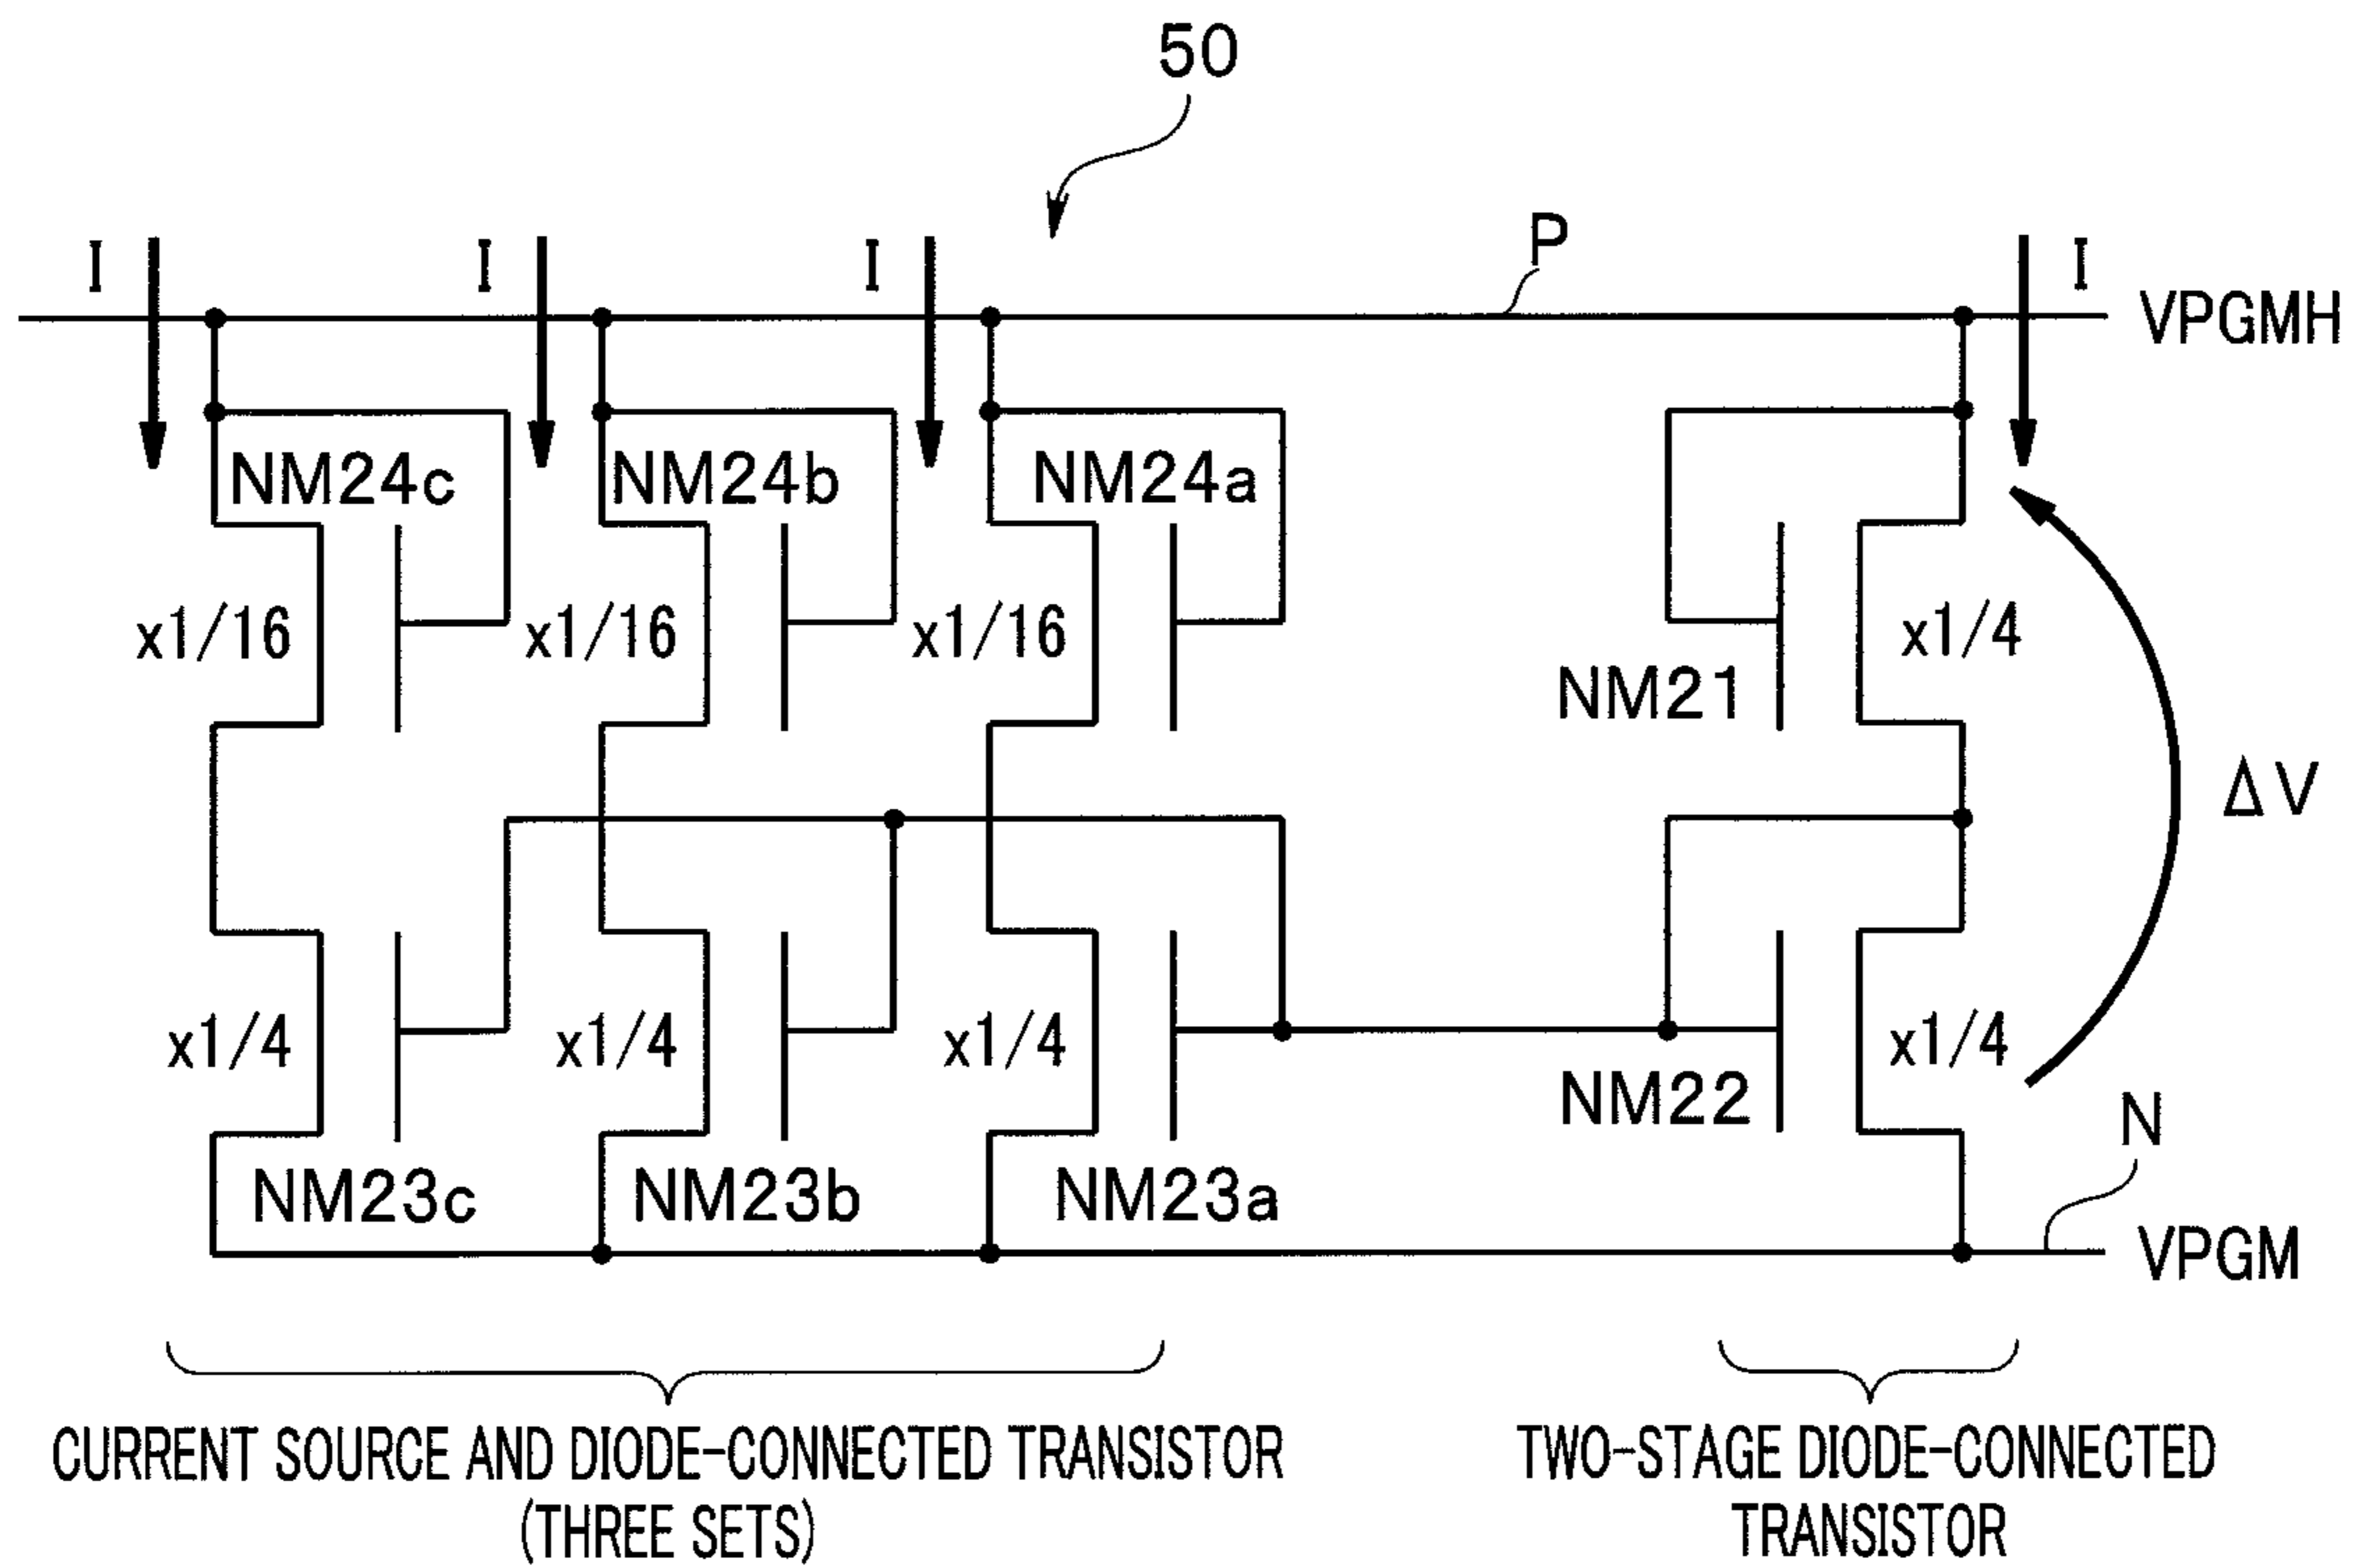 50
I I I P I
VPGMH
NM24c NM24b NM24a
x1/16 x1/16 x1/16 x1/4
NM21
ΔV
x1/4 x1/4 x1/4 x1/4
NM22
N
NM23c NM23b NM23a
VPGM
CURRENT SOURCE AND DIODE-CONNECTED TRANSISTOR
(THREE SETS)
TWO-STAGE DIODE-CONNECTED
TRANSISTOR